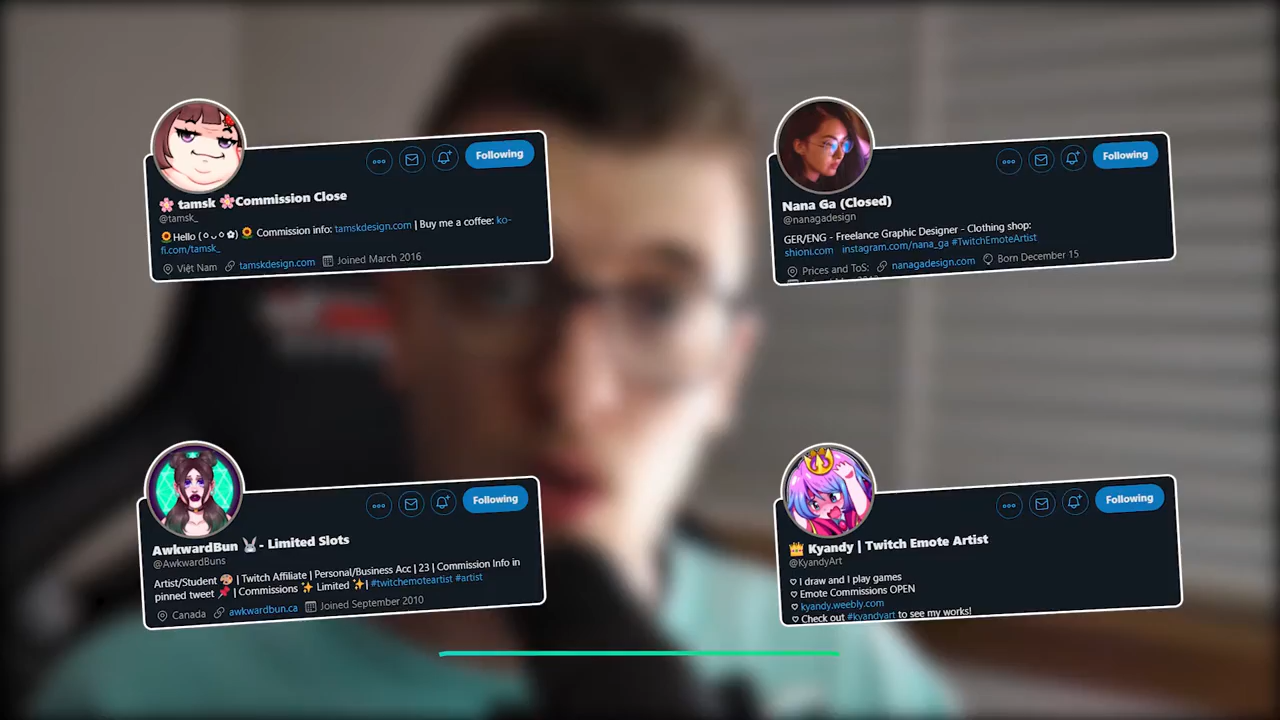 🌸 tamsk 🌸Commission Close
@tamsk_
🌻Hello (ㅇㅅㅇ✿) 🌻 Commission info: tamskdesign.com | Buy me a coffee: ko-
fi.com/tamsk_
Việt Nam tamskdesign.com Joined March 2016
Following
Nana Ga (Closed)
@nanagadesign
GER/ENG - Freelance Graphic Designer - Clothing shop:
shioni.com instagram.com/nana_ga #TwitchEmoteArtist
Prices and ToS: nanagadesign.com Born December 15
Following
AwkwardBun 🐰 - Limited Slots
@AwkwardBuns
Artist/Student 🎨 | Twitch Affiliate | Personal/Business Acc | 23 | Commission Info in
pinned tweet 📌 | Commissions ✨ Limited ✨| #twitchemoteartist #artist
Canada awkwardbun.ca Joined September 2010
Following
👑 Kyandy | Twitch Emote Artist
@KyandyArt
♡ I draw and I play games
♡ Emote Commissions OPEN
♡ kyandy.weebly.com
♡ Check out #kyandyart to see my works!
Following